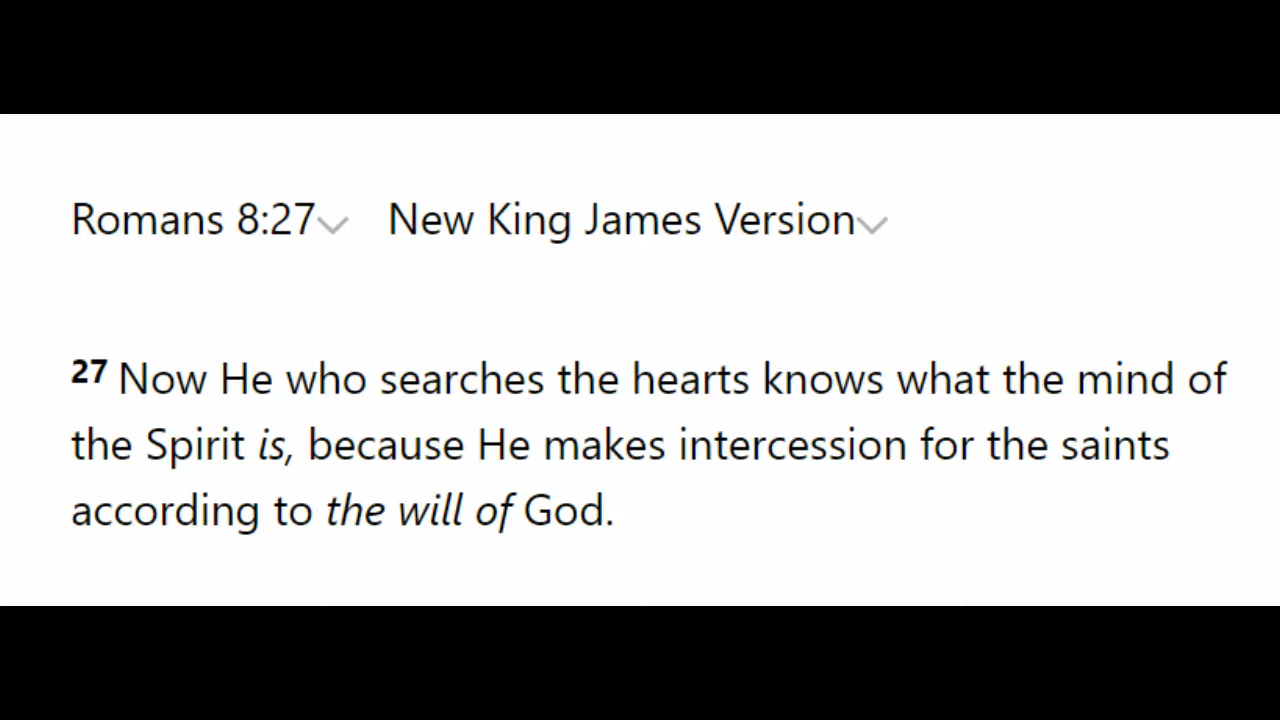 Romans 8:27 New King James Version
27 Now He who searches the hearts knows what the mind of
the Spirit is, because He makes intercession for the saints
according to the will of God.